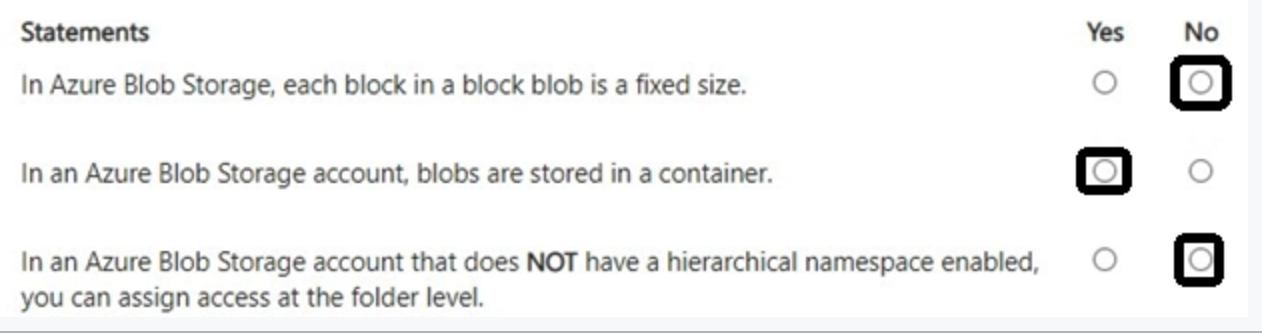 Statements Yes No
In Azure Blob Storage, each block in a block blob is a fixed size.
In an Azure Blob Storage account, blobs are stored in a container.
In an Azure Blob Storage account that does NOT have a hierarchical namespace enabled,
you can assign access at the folder level.